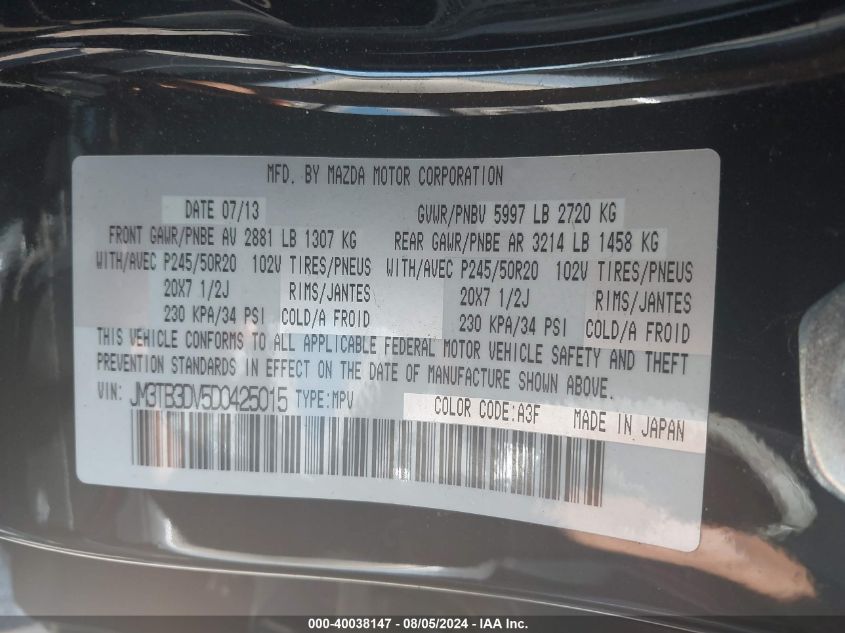 MFD. BY MAZDA MOTOR CORPORATION
DATE 07/13 GVWR/PNBV 5997 LB 2720 KG
FRONT GAWR/PNBE AV 2881 LB 1307 KG REAR GAWR/PNBE AR 3214 LB 1458 KG
WITH/AVEC P245/50R20 102V TIRES/PNEUS WITH/AVEC P245/50R20 102V TIRES/PNEUS
20X7 1/2J RIMS/JANTES 20X7 1/2J RIMS/JANTES
230 KPA/34 PSI COLD/A FROID 230 KPA/34 PSI COLD/A FROID
THIS VEHICLE CONFORMS TO ALL APPLICABLE FEDERAL MOTOR VEHICLE SAFETY AND THEFT
PREVENTION STANDARDS IN EFFECT ON THE DATE OF MANUFACTURE SHOWN ABOVE.
VIN: JM3TB3DV5D0425015 TYPE:MPV COLOR CODE:A3F MADE IN JAPAN
000-40038147 - 08/05/2024 - IAA Inc.